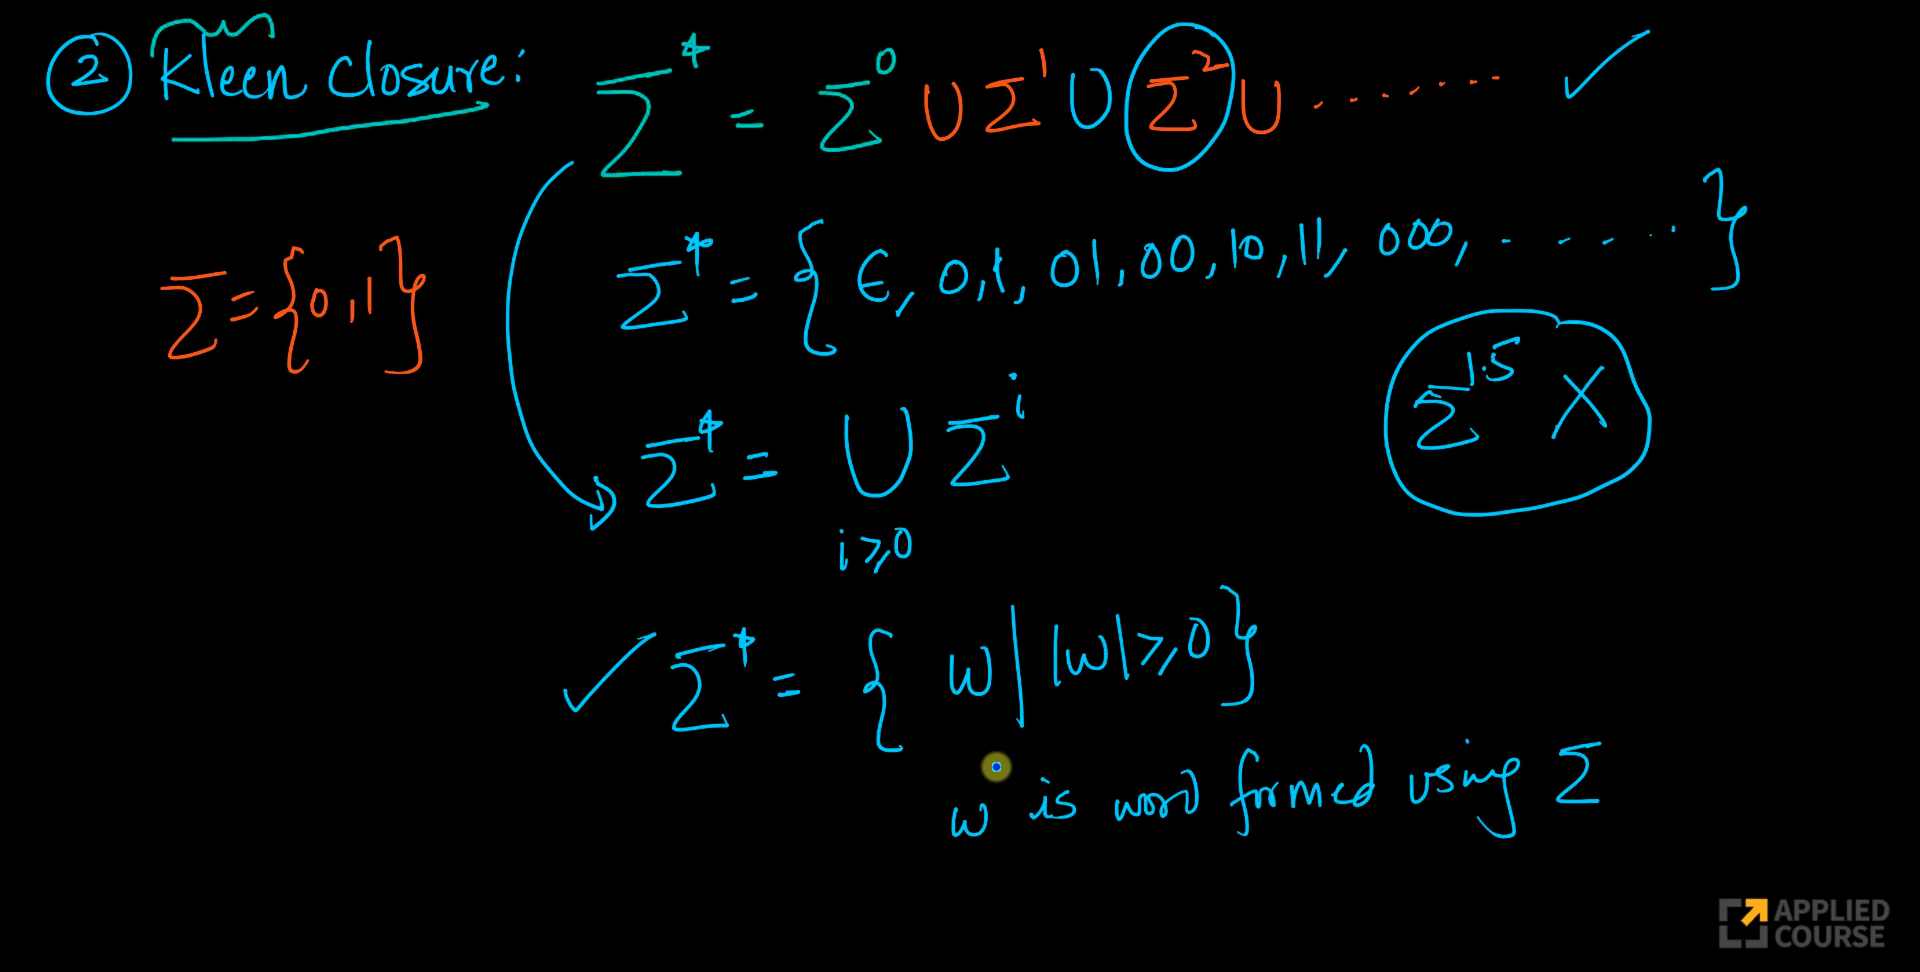 ② Kleen Closure: Σ* = Σ⁰ ∪ Σ¹ ∪ Σ² ∪ ........ ✓
Σ = {0,1}
Σ* = {ϵ, 0,1, 01,00,10,11, 000, ......}
Σ^1.5 X
Σ* = ∪ Σ^i
i ≥ 0
✓ Σ* = { w | |w| ≥ 0 }
w is word formed using Σ
APPLIED
COURSE